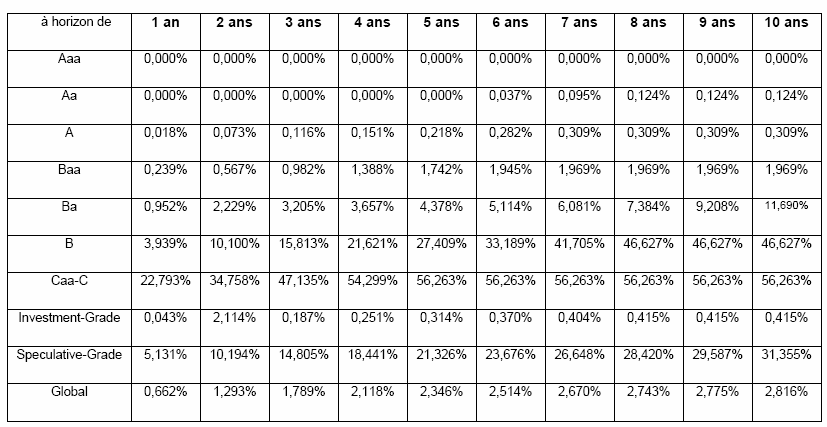 à horizon de 1 an 2 ans 3 ans 4 ans 5 ans 6 ans 7 ans 8 ans 9 ans 10 ans
Aaa 0,000% 0,000% 0,000% 0,000% 0,000% 0,000% 0,000% 0,000% 0,000% 0,000%
Aa 0,000% 0,000% 0,000% 0,000% 0,000% 0,037% 0,095% 0,124% 0,124% 0,124%
A 0,018% 0,073% 0,116% 0,151% 0,218% 0,282% 0,309% 0,309% 0,309% 0,309%
Baa 0,239% 0,567% 0,982% 1,388% 1,742% 1,945% 1,969% 1,969% 1,969% 1,969%
Ba 0,952% 2,229% 3,205% 3,657% 4,378% 5,114% 6,081% 7,384% 9,208% 11,690%
B 3,939% 10,100% 15,813% 21,621% 27,409% 33,189% 41,705% 46,627% 46,627% 46,627%
Caa-C 22,793% 34,758% 47,135% 54,299% 56,263% 56,263% 56,263% 56,263% 56,263% 56,263%
Investment-Grade 0,043% 2,114% 0,187% 0,251% 0,314% 0,370% 0,404% 0,415% 0,415% 0,415%
Speculative-Grade 5,131% 10,194% 14,805% 18,441% 21,326% 23,676% 26,648% 28,420% 29,587% 31,355%
Global 0,662% 1,293% 1,789% 2,118% 2,346% 2,514% 2,670% 2,743% 2,775% 2,816%